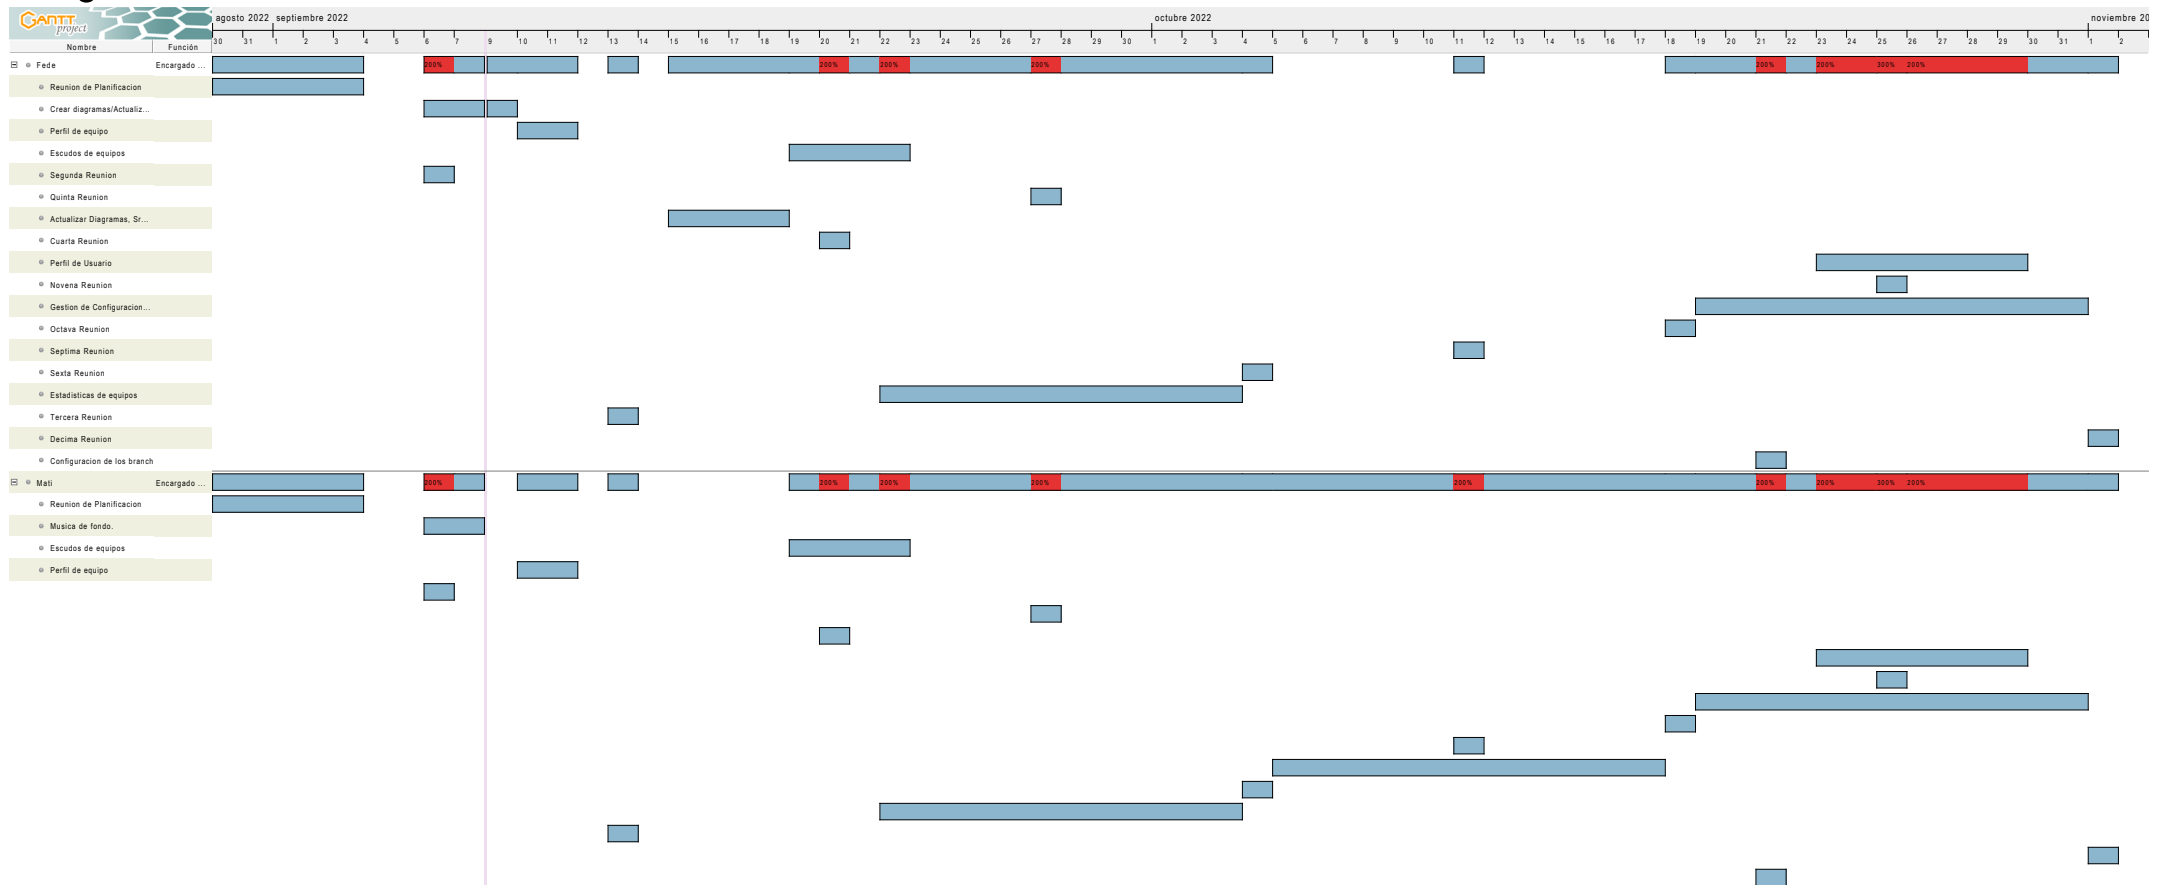 GANTT
project
agosto 2022 septiembre 2022 octubre 2022 noviembre 20
Nombre Función 30 31 1 2 3 4 5 6 7 9 10 11 12 13 14 15 16 17 18 19 20 21 22 23 24 25 26 27 28 29 30 1 2 3 4 5 6 7 8 9 10 11 12 13 14 15 16 17 18 19 20 21 22 23 24 25 26 27 28 29 30 31 1 2
Fede Encargado ... 200% 200% 200% 200% 200% 200% 300% 200%
Reunion de Planificacion
Crear diagramas/Actualiz...
Perfil de equipo
Escudos de equipos
Segunda Reunion
Quinta Reunion
Actualizar Diagramas, Sr...
Cuarta Reunion
Perfil de Usuario
Novena Reunion
Gestion de Configuracion...
Octava Reunion
Septima Reunion
Sexta Reunion
Estadisticas de equipos
Tercera Reunion
Decima Reunion
Configuracion de los branch
Mati Encargado ... 200% 200% 200% 200% 200% 200% 200% 300% 200%
Reunion de Planificacion
Musica de fondo.
Escudos de equipos
Perfil de equipo